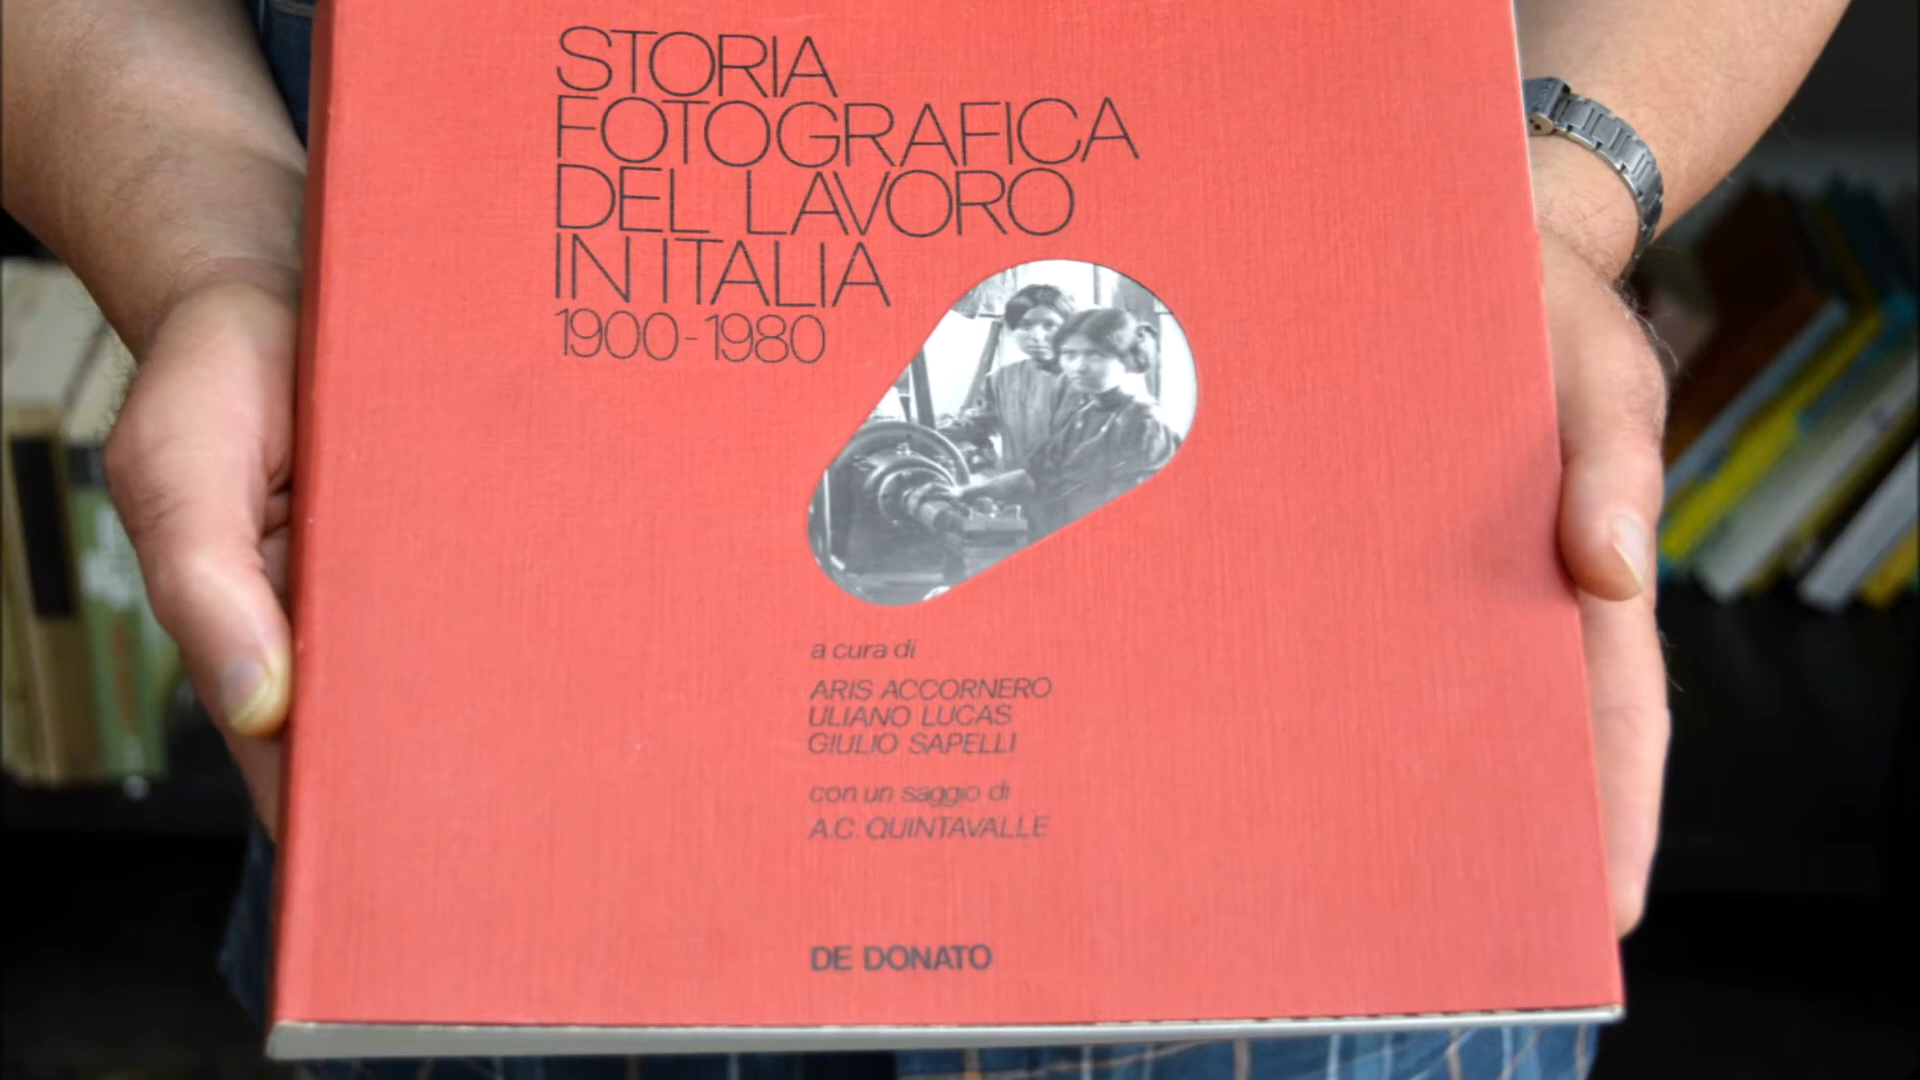 STORIA
FOTOGRAFICA
DEL LAVORO
IN ITALIA
1900-1980
a cura di
ARIS ACCORNERO
ULIANO LUCAS
GIULIO SAPELLI
con un saggio di
A.C. QUINTAVALLE
DE DONATO